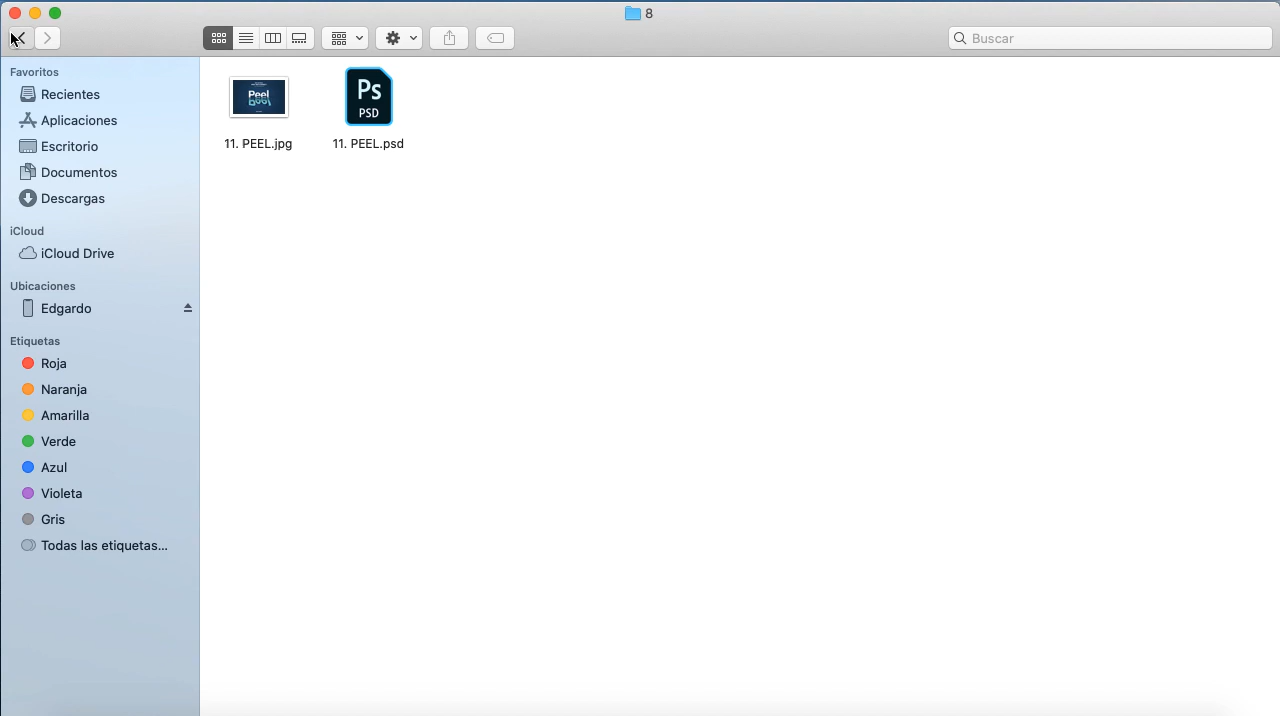 8
Buscar
Favoritos
Recientes
Aplicaciones
Escritorio
Documentos
Descargas
iCloud
iCloud Drive
Ubicaciones
Edgardo
Etiquetas
Roja
Naranja
Amarilla
Verde
Azul
Violeta
Gris
Todas las etiquetas...
Peel
Ps
PSD
11. PEEL.jpg
11. PEEL.psd